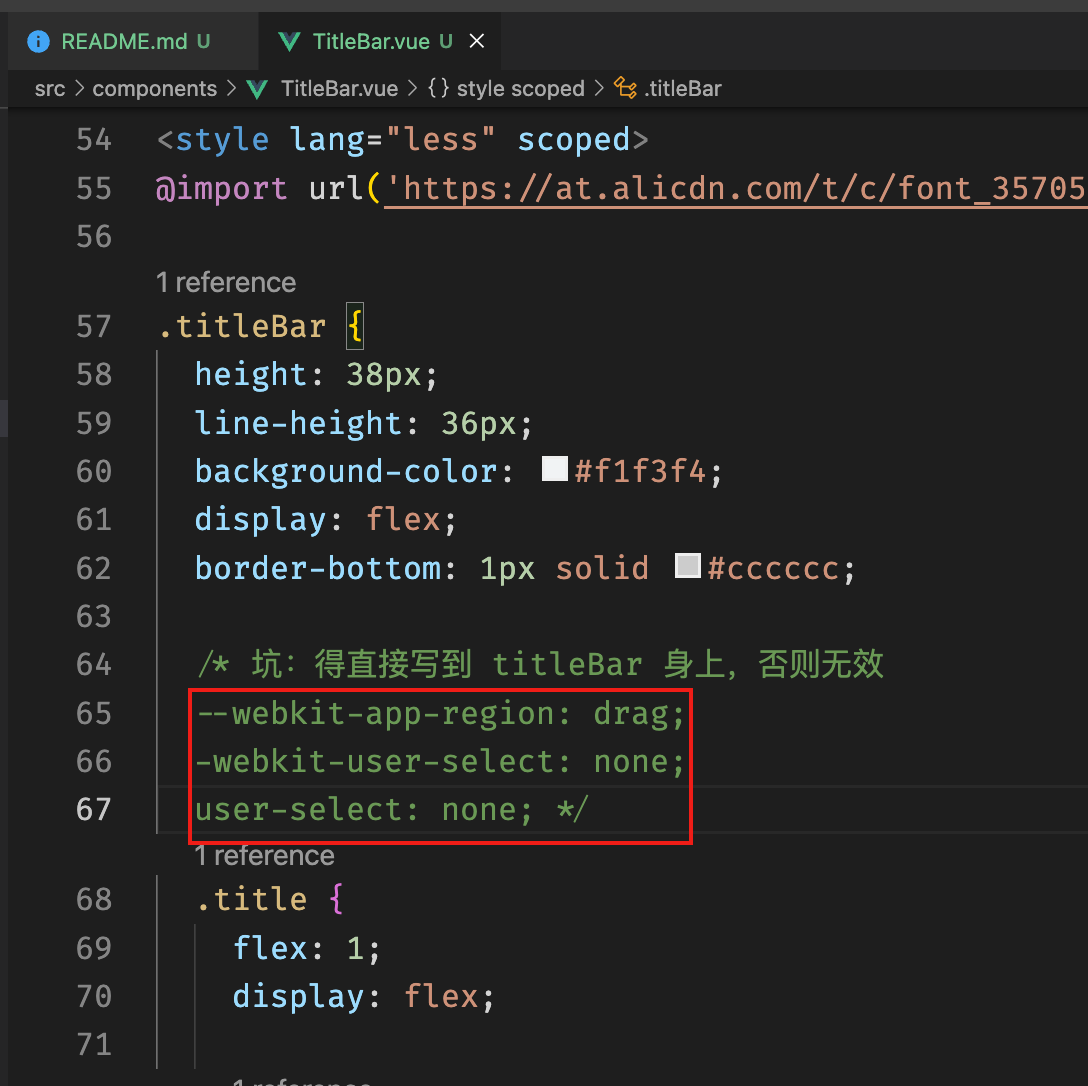 README.md U
TitleBar.vue U
src > components > TitleBar.vue > {} style scoped > .titleBar
54 <style lang="less" scoped>
55 @import url('https://at.alicdn.com/t/c/font_35705
56
1 reference
57 .titleBar {
58 height: 38px;
59 line-height: 36px;
60 background-color: #f1f3f4;
61 display: flex;
62 border-bottom: 1px solid #cccccc;
63
64 /* 坑：得直接写到 titleBar 身上，否则无效
65 --webkit-app-region: drag;
66 -webkit-user-select: none;
67 user-select: none; */
1 reference
68 .title {
69 flex: 1;
70 display: flex;
71
1 reference